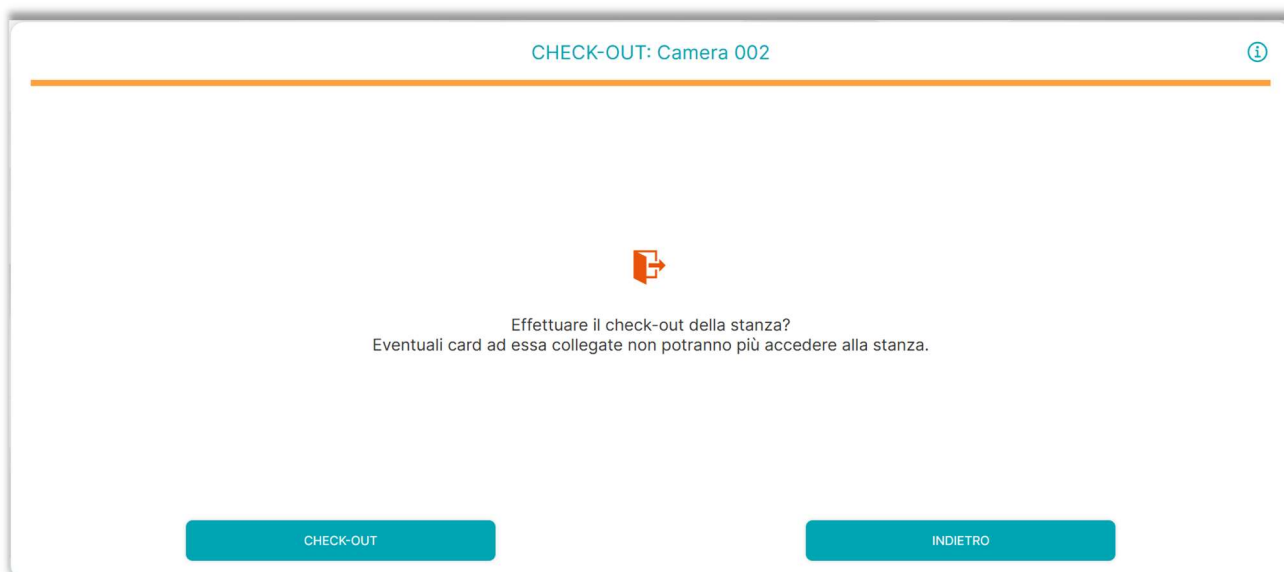 CHECK-OUT: Camera 002
Effettuare il check-out della stanza?
Eventuali card ad essa collegate non potranno più accedere alla stanza.
CHECK-OUT
INDIETRO